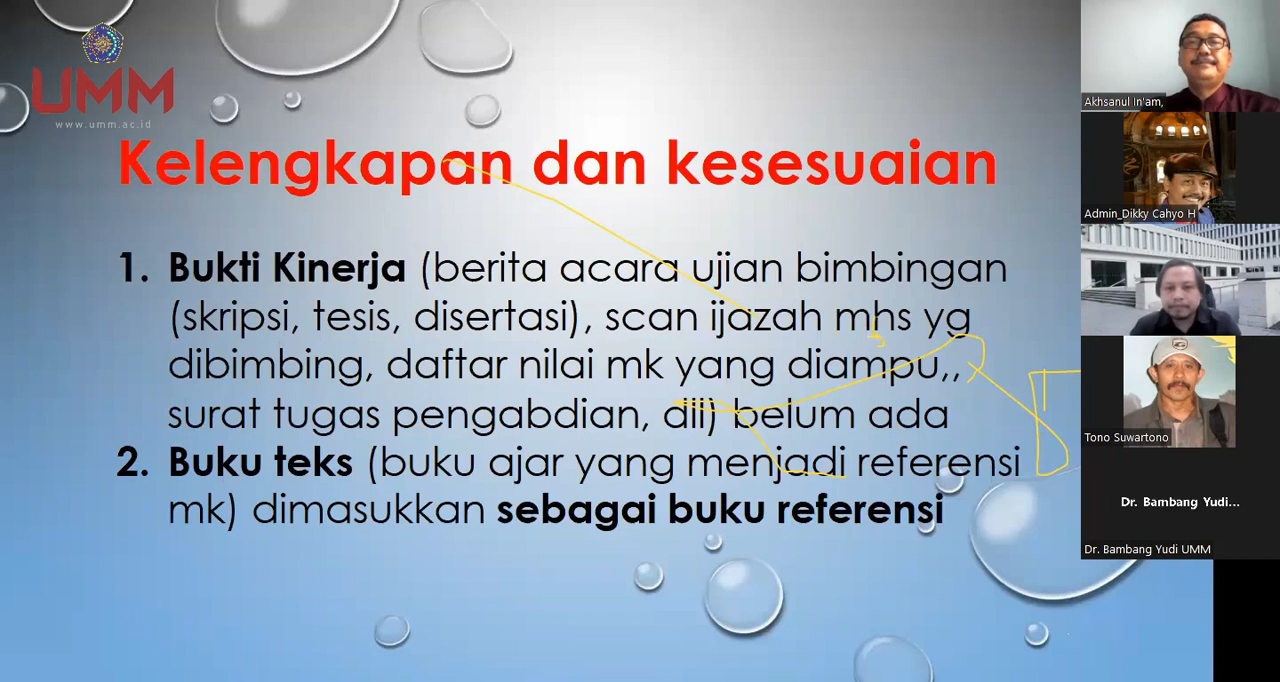 UMM
www.umm.ac.id
Kelengkapan dan kesesuaian
1. Bukti Kinerja (berita acara ujian bimbingan
(skripsi, tesis, disertasi), scan ijazah mhs yg
dibimbing, daftar nilai mk yang diampu,,
surat tugas pengabdian, dll) belum ada
2. Buku teks (buku ajar yang menjadi referensi
mk) dimasukkan sebagai buku referensi
Akhsanul In'am,
Admin_Dikky Cahyo H
Tono Suwartono
Dr. Bambang Yudi...
Dr. Bambang Yudi UMM